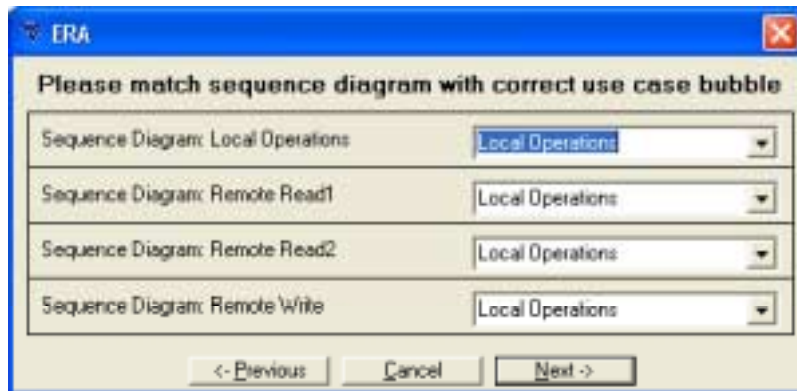 ERA
Please match sequence diagram with correct use case bubble
Sequence Diagram: Local Operations Local Operations
Sequence Diagram: Remote Read1 Local Operations
Sequence Diagram: Remote Read2 Local Operations
Sequence Diagram: Remote Write Local Operations
<- Previous Cancel Next ->